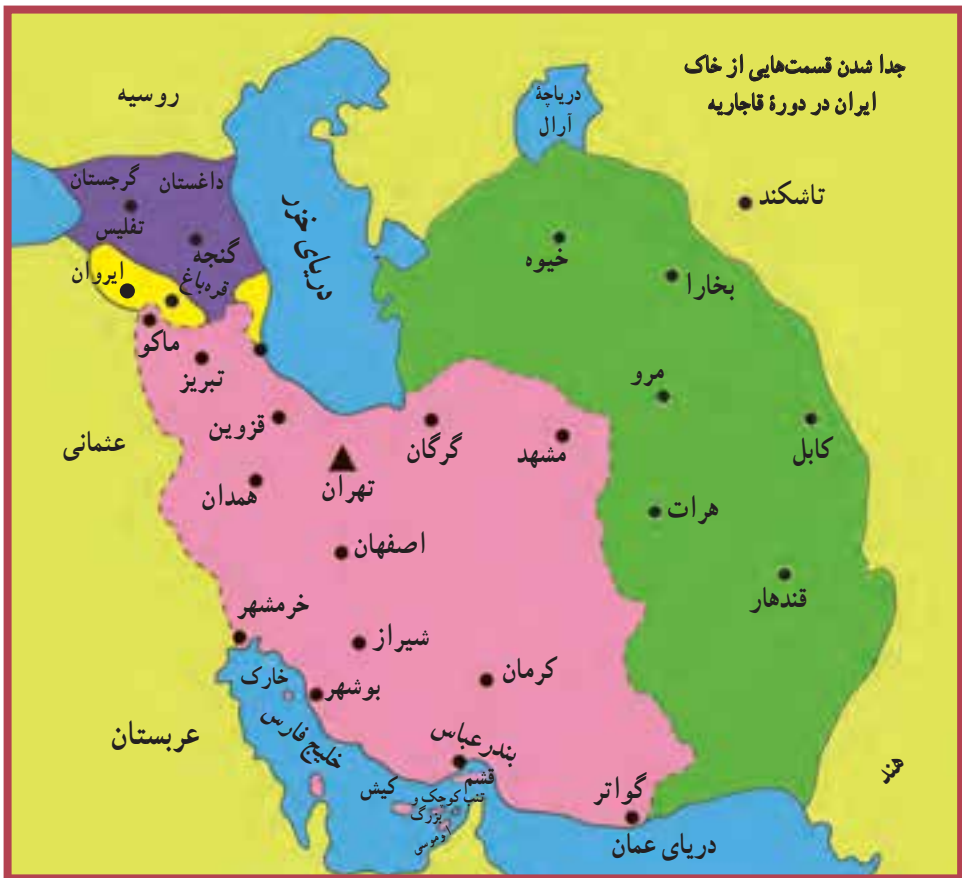 جدا شدن قسمت‌هایی از خاک
ایران در دورهٔ قاجاریه
روسیه
دریاچهٔ
آرال
تاشکند
گرجستان
داغستان
تفلیس
گنجه
قره‌باغ
ایروان
دریای خزر
خیوه
بخارا
ماکو
تبریز
مرو
قزوین
گرگان
مشهد
کابل
عثمانی
تهران
همدان
هرات
اصفهان
قندهار
خرمشهر
شیراز
کرمان
خارک
بوشهر
عربستان
خلیج فارس
بندرعباس
قشم
کیش
تنب کوچک و
بزرگ
ابوموسی
گواتر
هند
دریای عمان